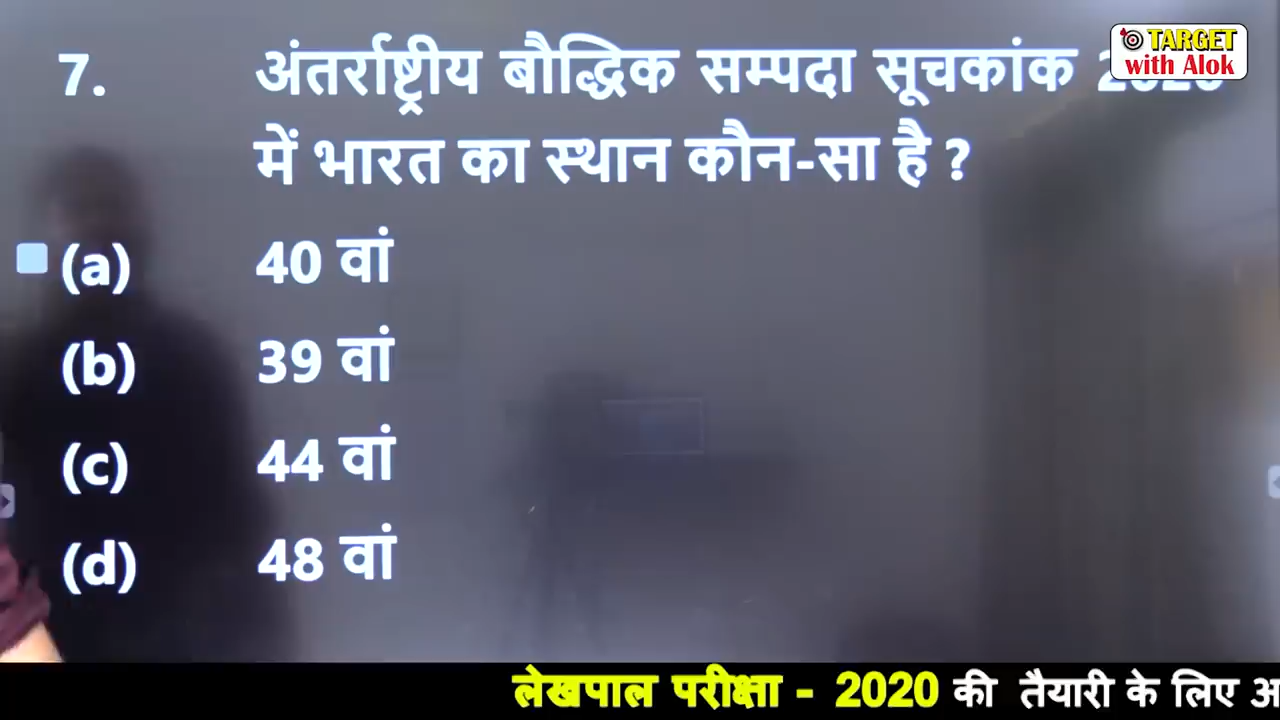 TARGET
with Alok
7. अंतर्राष्ट्रीय बौद्धिक सम्पदा सूचकांक
में भारत का स्थान कौन-सा है ?
(a) 40 वां
(b) 39 वां
(c) 44 वां
(d) 48 वां
लेखपाल परीक्षा - 2020 की तैयारी के लिए